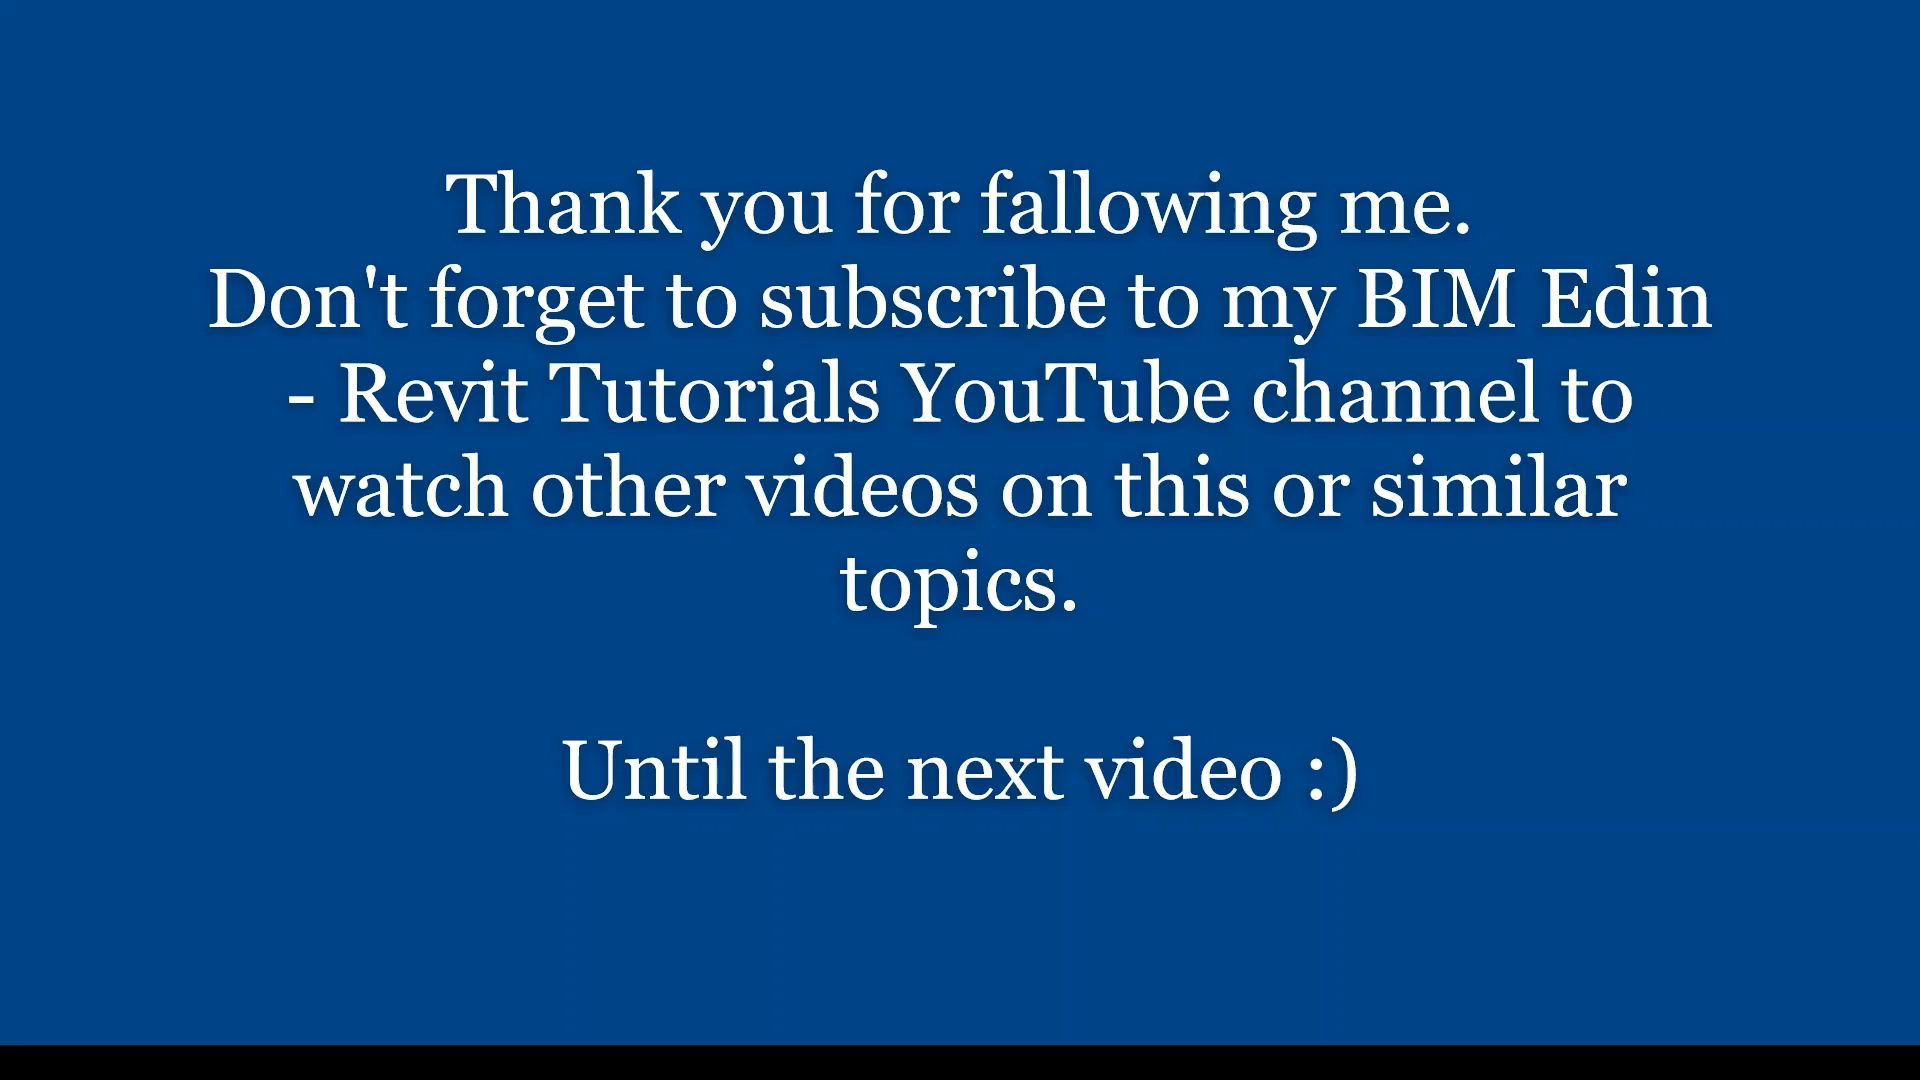 Thank you for fallowing me.
Don't forget to subscribe to my BIM Edin
- Revit Tutorials YouTube channel to
watch other videos on this or similar
topics.
Until the next video :)